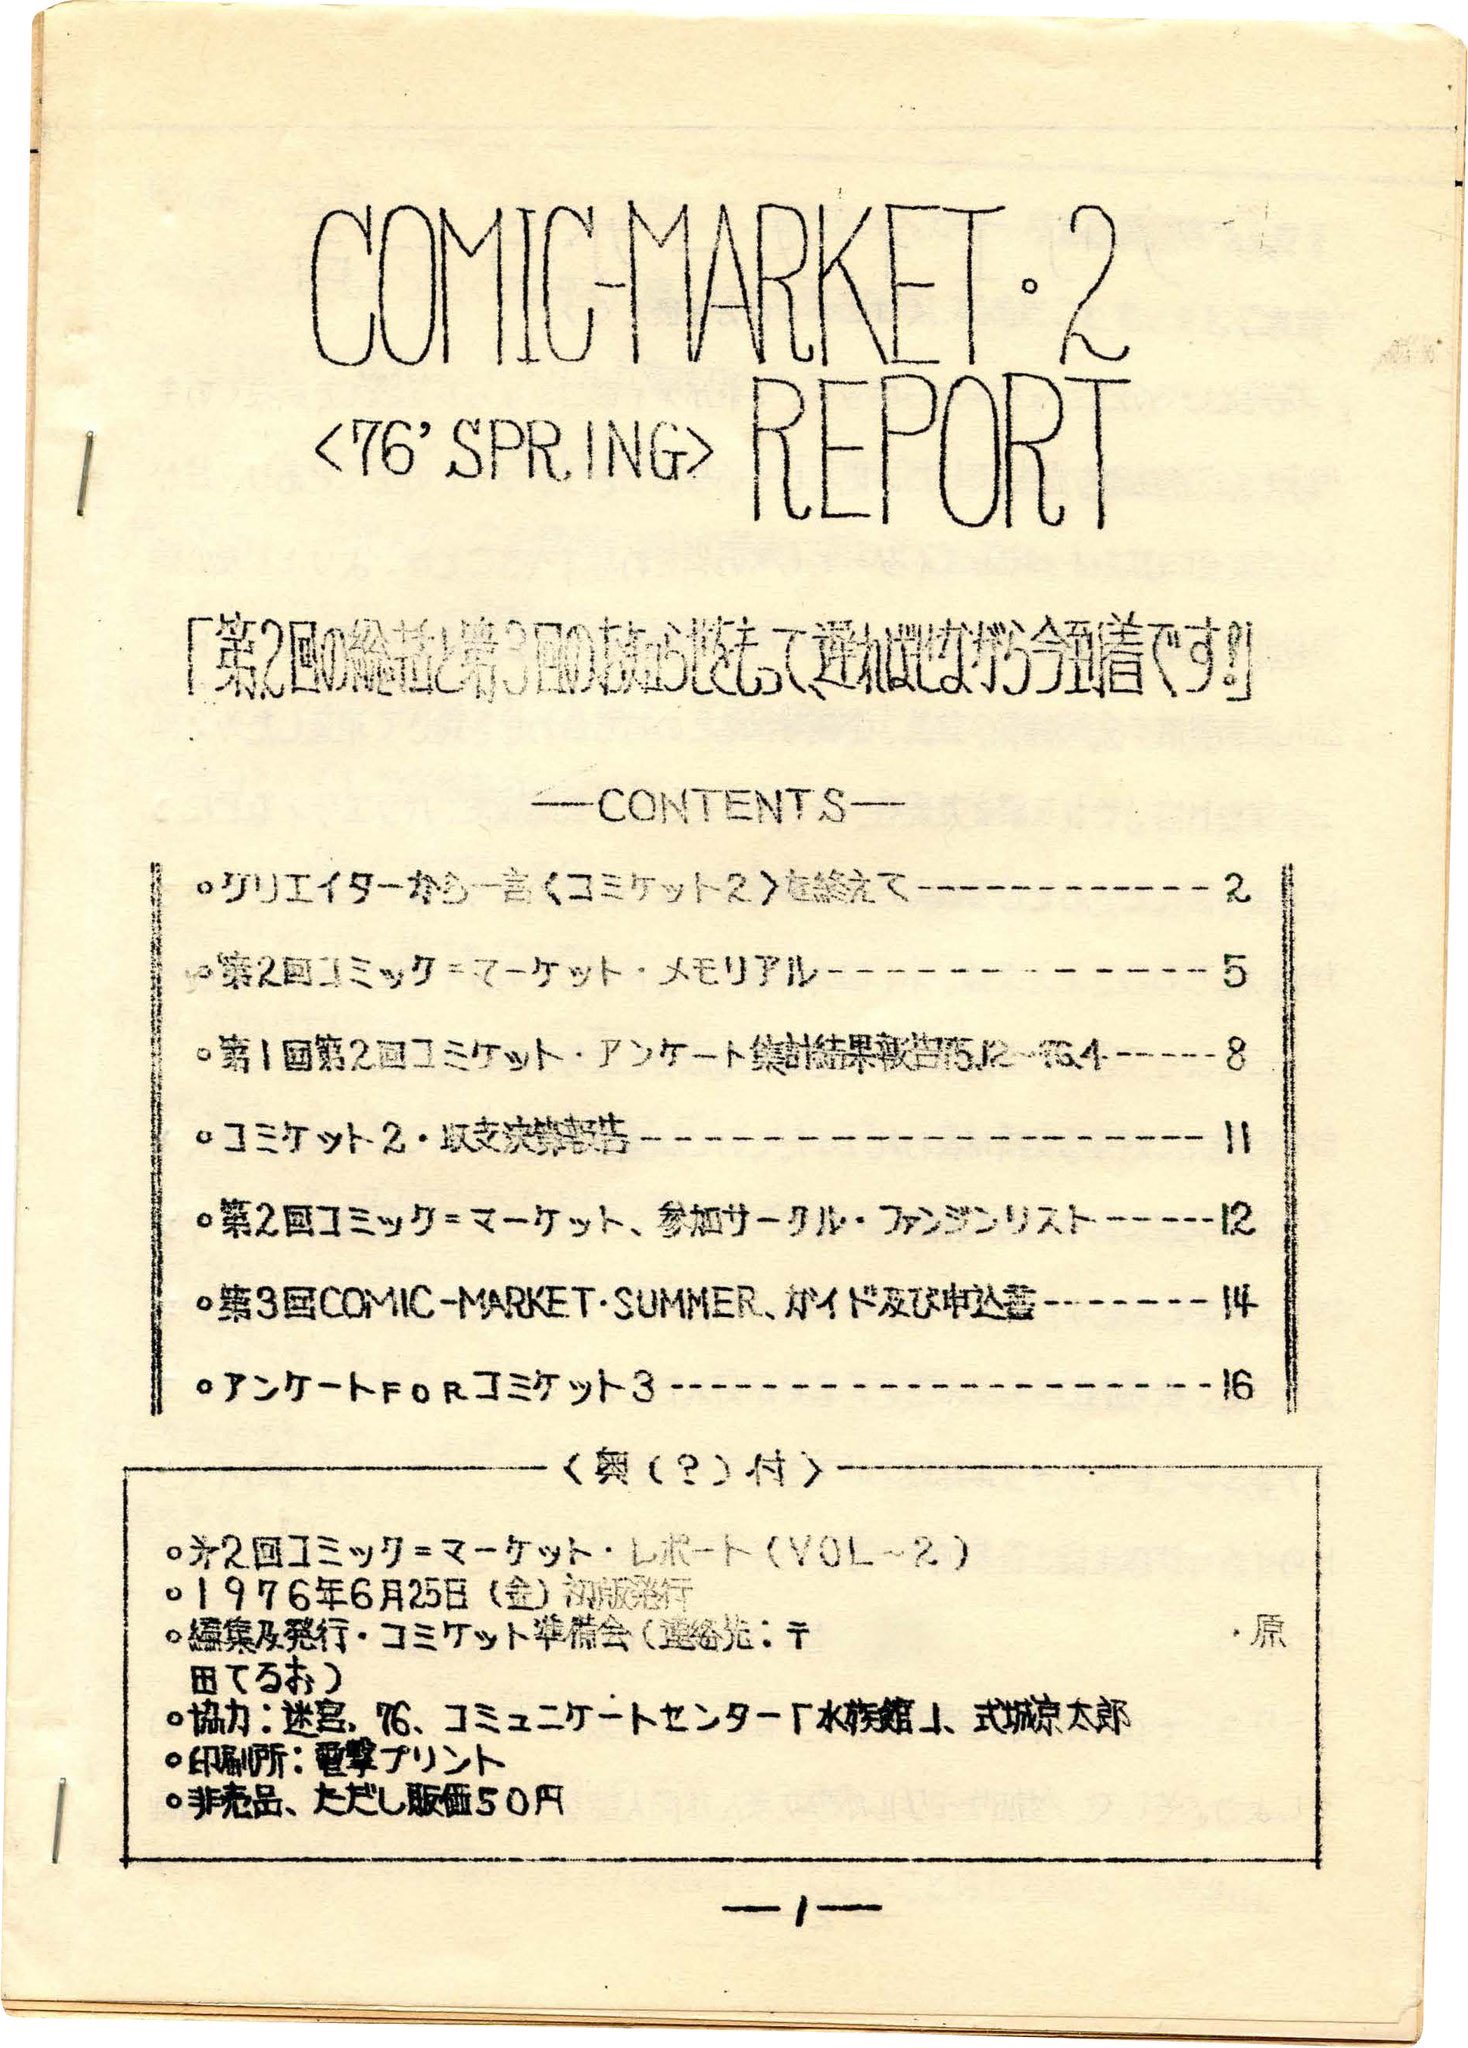 COMIC-MARKET・2
<76' SPRING> REPORT
「第2回の総括と第3回のお知らせをもって、遅ればせながら今到着です!!」
—CONTENTS—
○クリエイターから一言〈コミケット2〉を終えて------------2
○第2回コミック=マーケット・メモリアル-------------5
○第1回第2回コミケット・アンケート集計結果報告75.12〜76.4-----8
○コミケット2・収支決算報告--------------------11
○第2回コミック=マーケット、参加サークル・ファンジンリスト-----12
○第3回COMIC-MARKET・SUMMER、ガイド及び申込書-------14
○アンケートFORコミケット3-------------------16
〈奥(?)付〉
○㐧2回コミック=マーケット・レポート(VOL~2)
○1976年6月25日(金)初版発行
○編集及発行・コミケット準備会(連絡先:〒 ・原
田てるお)
○協力:迷宮'76、コミュニケートセンター「水族館」、式城京太郎
○印刷所:電撃プリント
○非売品、ただし販価50円
—1—